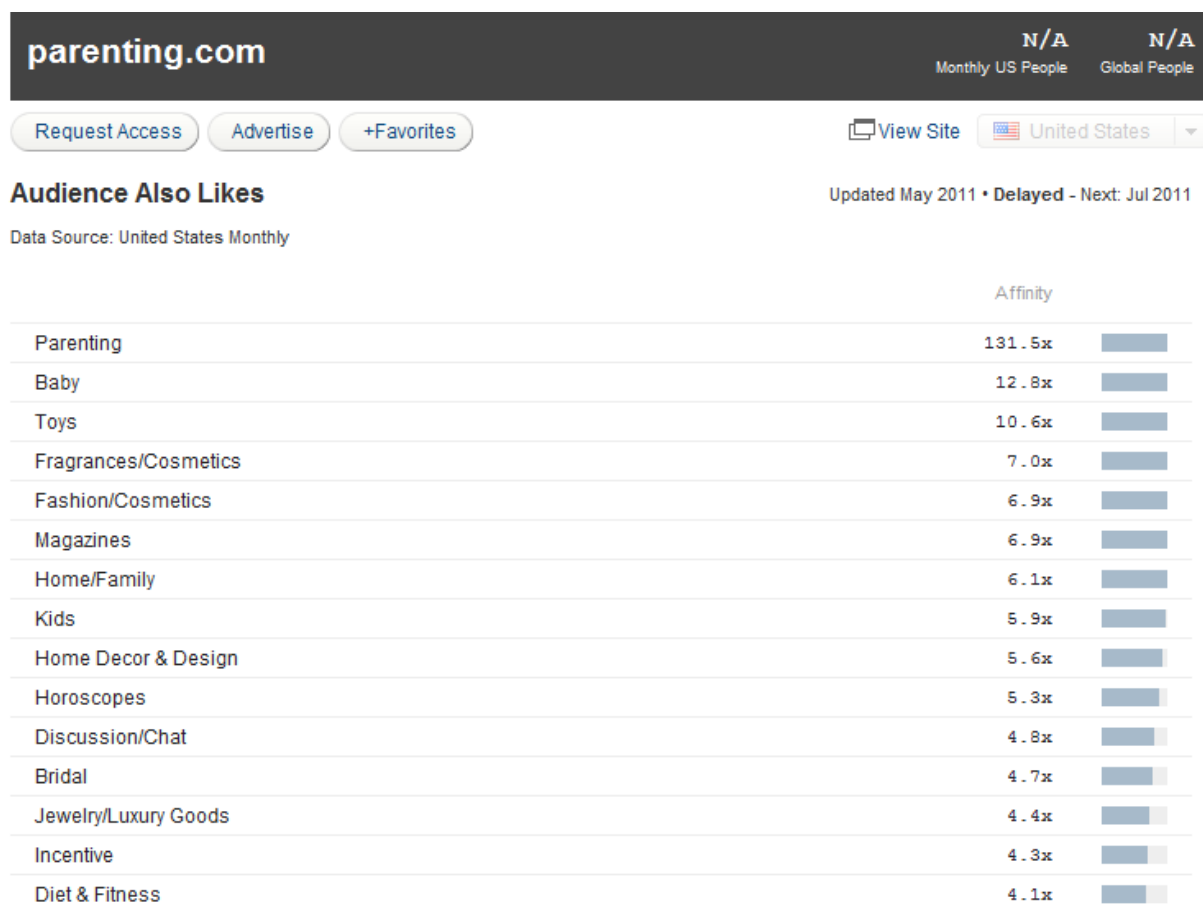 parenting.com
N/A N/A
Monthly US People Global People
Request Access Advertise +Favorites View Site United States
Audience Also Likes Updated May 2011 • Delayed - Next: Jul 2011
Data Source: United States Monthly
Affinity
Parenting 131.5x
Baby 12.8x
Toys 10.6x
Fragrances/Cosmetics 7.0x
Fashion/Cosmetics 6.9x
Magazines 6.9x
Home/Family 6.1x
Kids 5.9x
Home Decor & Design 5.6x
Horoscopes 5.3x
Discussion/Chat 4.8x
Bridal 4.7x
Jewelry/Luxury Goods 4.4x
Incentive 4.3x
Diet & Fitness 4.1x